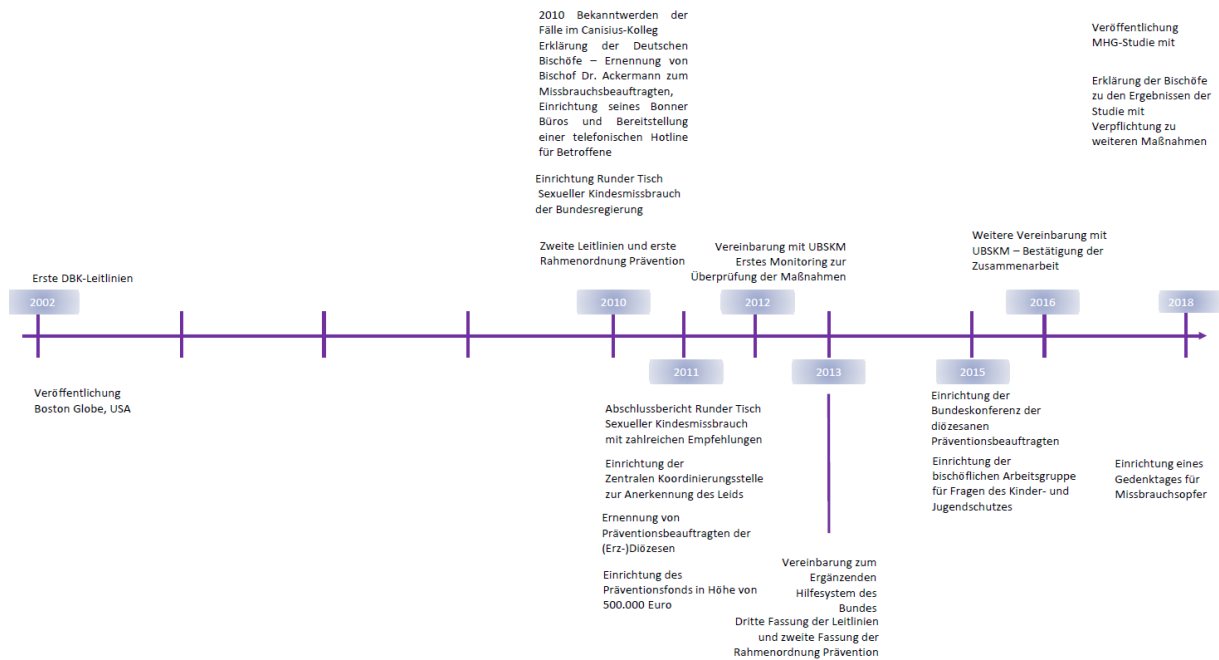 2010 Bekanntwerden der
Fälle im Canisius-Kolleg
Erklärung der Deutschen
Bischöfe – Ernennung von
Bischof Dr. Ackermann zum
Missbrauchsbeauftragten,
Einrichtung seines Bonner
Büros und Bereitstellung
einer telefonischen Hotline
für Betroffene
Einrichtung Runder Tisch
Sexueller Kindesmissbrauch
der Bundesregierung
Zweite Leitlinien und erste
Rahmenordnung Prävention
Veröffentlichung
MHG-Studie mit
Erklärung der Bischöfe
zu den Ergebnissen der
Studie mit
Verpflichtung zu
weiteren Maßnahmen
Erste DBK-Leitlinien
Vereinbarung mit UBSKM
Erstes Monitoring zur
Überprüfung der Maßnahmen
Weitere Vereinbarung mit
UBSKM – Bestätigung der
Zusammenarbeit
2002
2010
2012
2016
2018
2011
2013
2015
Veröffentlichung
Boston Globe, USA
Abschlussbericht Runder Tisch
Sexueller Kindesmissbrauch
mit zahlreichen Empfehlungen
Einrichtung der
Zentralen Koordinierungsstelle
zur Anerkennung des Leids
Ernennung von
Präventionsbeauftragten der
(Erz-)Diözesen
Einrichtung des
Präventionsfonds in Höhe von
500.000 Euro
Vereinbarung zum
Ergänzenden
Hilfesystem des
Bundes
Dritte Fassung der Leitlinien
und zweite Fassung der
Rahmenordnung Prävention
Einrichtung der
Bundeskonferenz der
diözesanen
Präventionsbeauftragten
Einrichtung der
bischöflichen Arbeitsgruppe
für Fragen des Kinder- und
Jugendschutzes
Einrichtung eines
Gedenktages für
Missbrauchsopfer